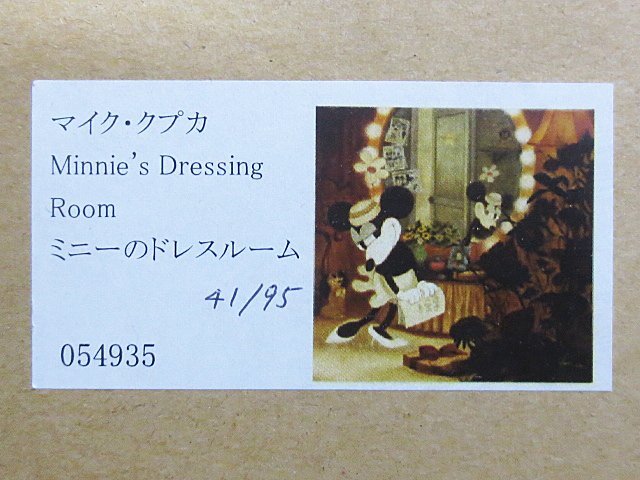 マイク・クプカ
Minnie's Dressing
Room
ミニーのドレスルーム
41/95
054935